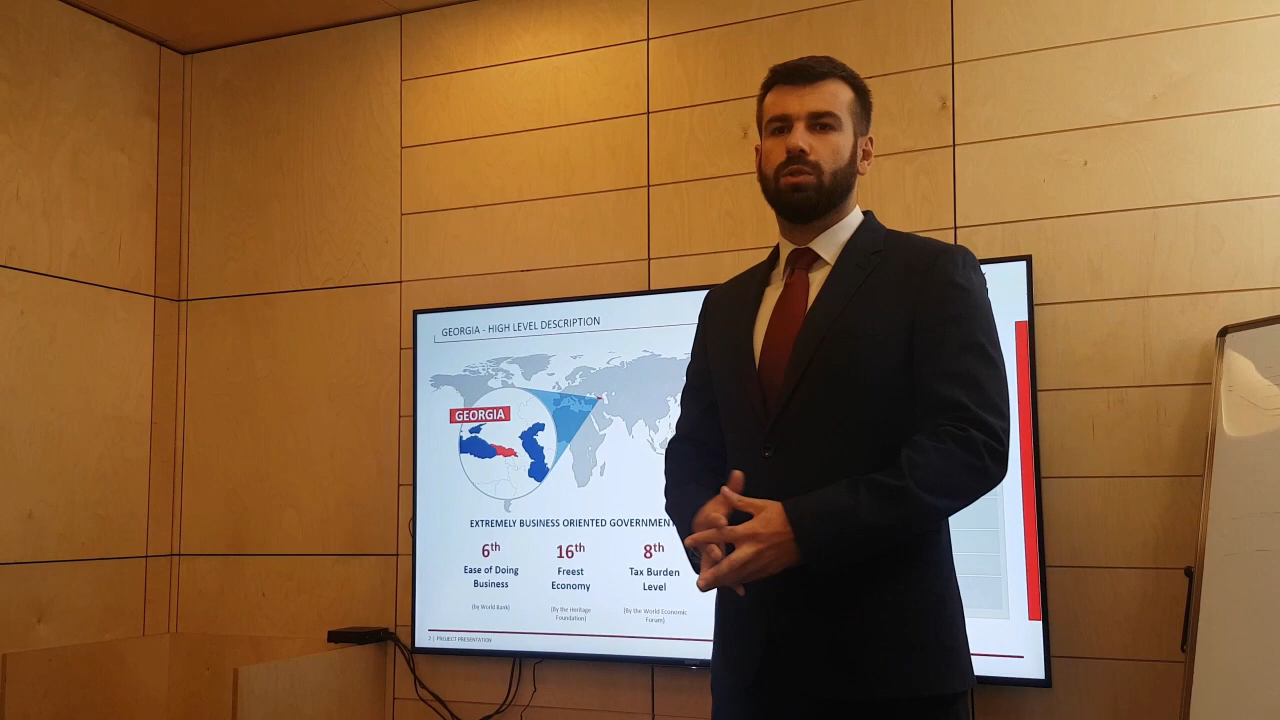 GEORGIA - HIGH LEVEL DESCRIPTION
GEORGIA
EXTREMELY BUSINESS ORIENTED GOVERNMENT
6th
Ease of Doing
Business
(by World Bank)
16th
Freest
Economy
(By the Heritage
Foundation)
8th
Tax Burden
Level
(By the World Economic
Forum)
2 | PROJECT PRESENTATION